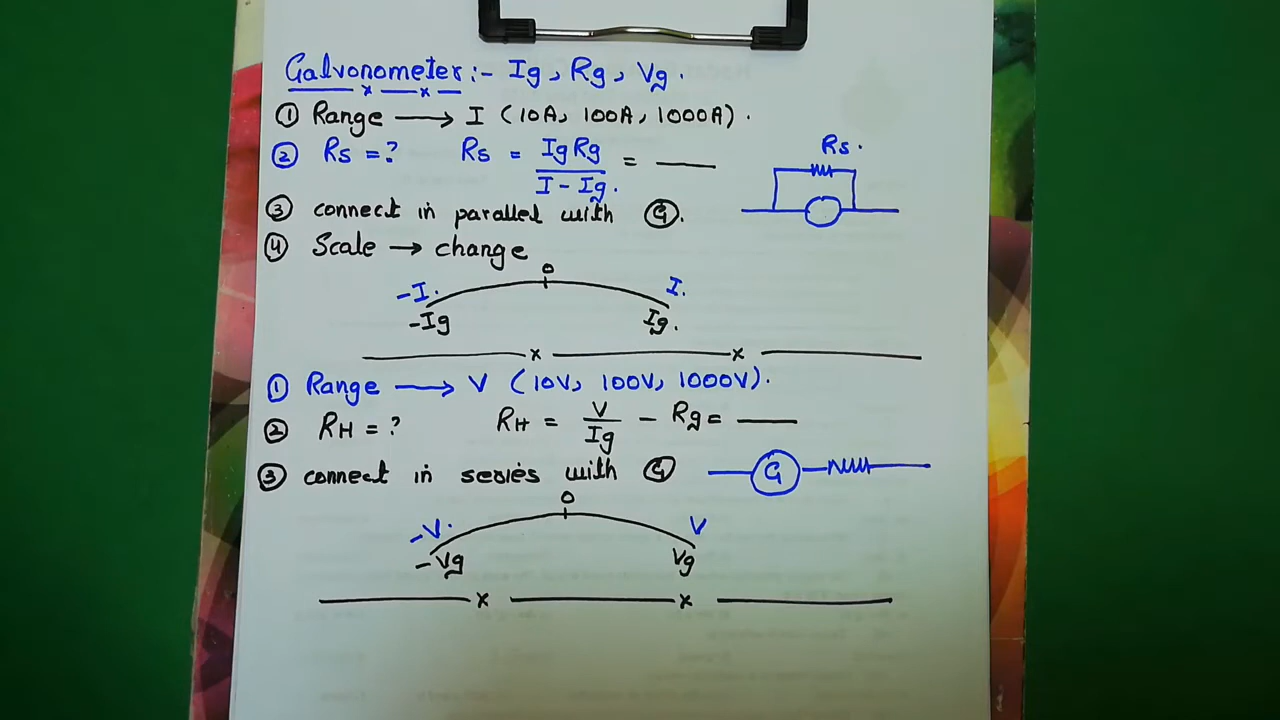 Galvonometer:- Ig, Rg, Vg.
① Range → I (10A, 100A, 1000A).
② Rs = ? Rs = IgRg / I - Ig. = ___
Rs.
③ connect in parallel with G.
④ Scale → change
0
-I. I.
-Ig Ig.
x x
① Range → V (10V, 100V, 1000V).
② RH = ? RH = V / Ig - Rg = ___
③ connect in series with G
G
0
-V. V
-Vg Vg
x x